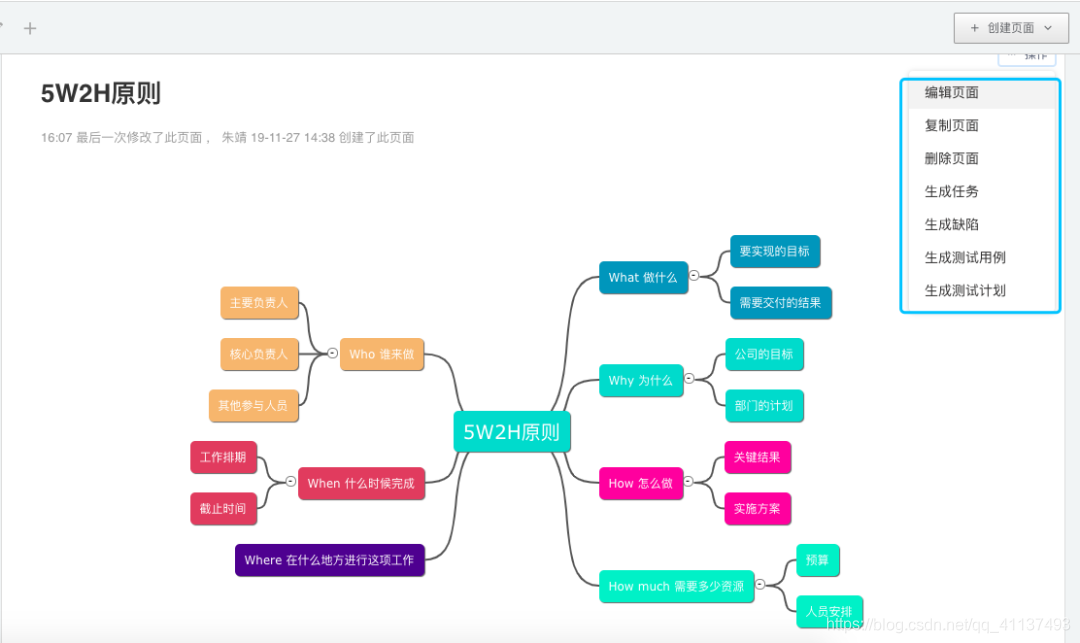 + 创建页面
操作
5W2H原则
16:07 最后一次修改了此页面 ， 朱靖 19-11-27 14:38 创建了此页面
编辑页面
复制页面
删除页面
生成任务
生成缺陷
生成测试用例
生成测试计划
5W2H原则
What 做什么
要实现的目标
需要交付的结果
Why 为什么
公司的目标
部门的计划
How 怎么做
关键结果
实施方案
How much 需要多少资源
预算
人员安排
Who 谁来做
主要负责人
核心负责人
其他参与人员
When 什么时候完成
工作排期
截止时间
Where 在什么地方进行这项工作
https://blog.csdn.net/qq_41137493